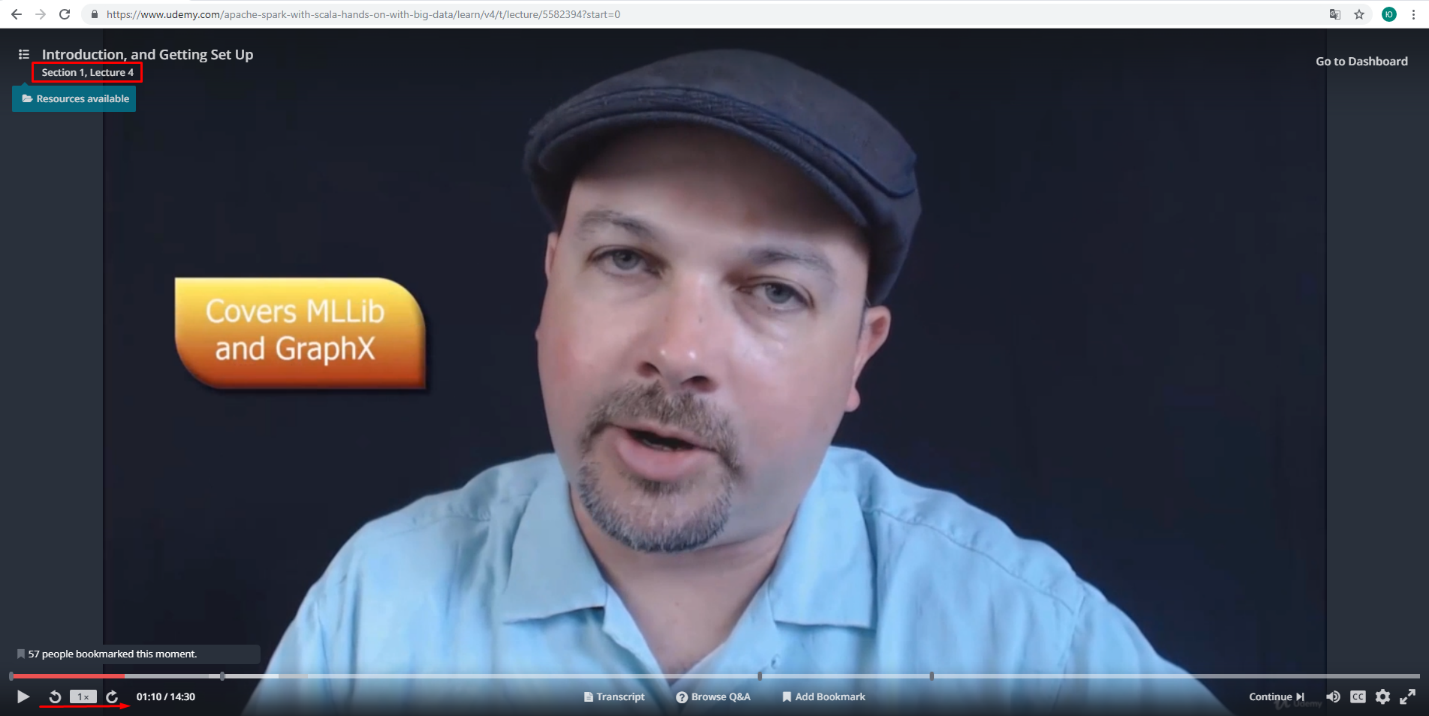 https://www.udemy.com/apache-spark-with-scala-hands-on-with-big-data/learn/v4/t/lecture/5582394?start=0
Introduction, and Getting Set Up
Section 1, Lecture 4
Go to Dashboard
Resources available
Covers MLLib
and GraphX
57 people bookmarked this moment.
1x
01:10 / 14:30
Transcript
Browse Q&A
Add Bookmark
Continue
CC
Udemy